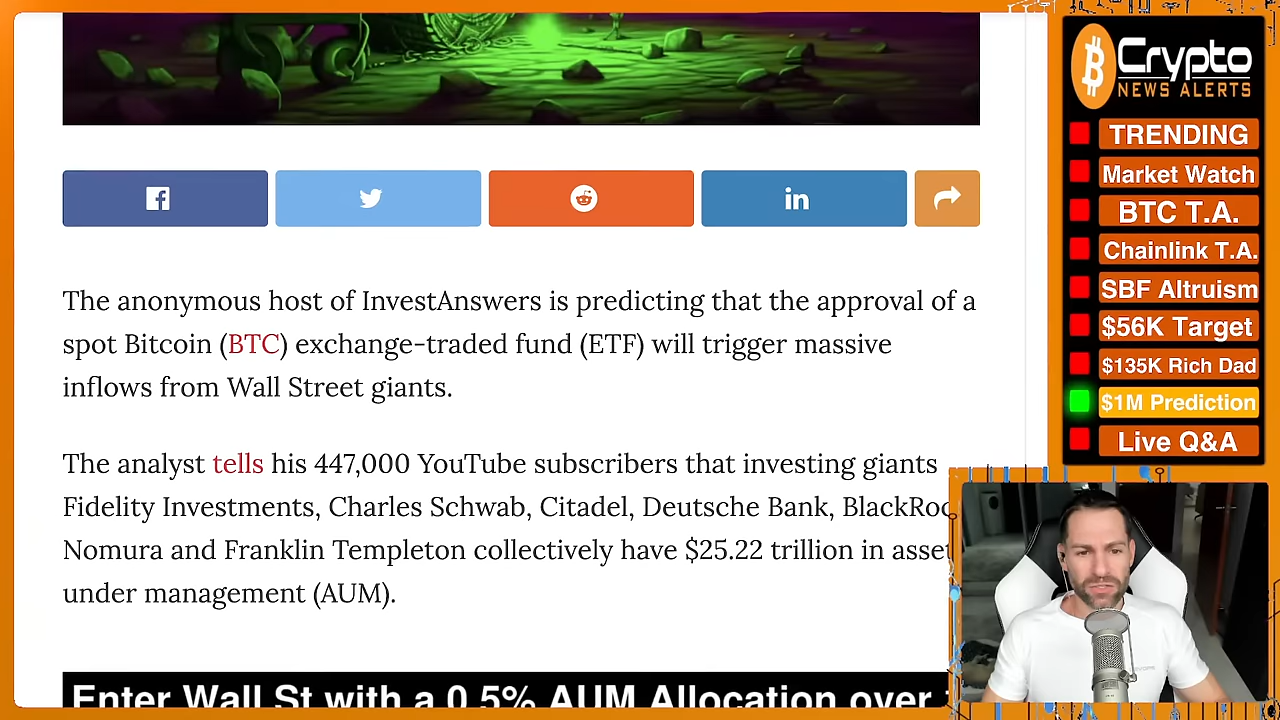 The anonymous host of InvestAnswers is predicting that the approval of a
spot Bitcoin (BTC) exchange-traded fund (ETF) will trigger massive
inflows from Wall Street giants.
The analyst tells his 447,000 YouTube subscribers that investing giants
Fidelity Investments, Charles Schwab, Citadel, Deutsche Bank,
Nomura and Franklin Templeton collectively have $25.22 trillion in
under management (AUM).
Enter Wall St with a 0.5% AUM Allocation over
Crypto
NEWS ALERTS
TRENDING
Market Watch
BTC T.A.
Chainlink T.A.
SBF Altruism
$56K Target
$135K Rich Dad
$1M Prediction
Live Q&A